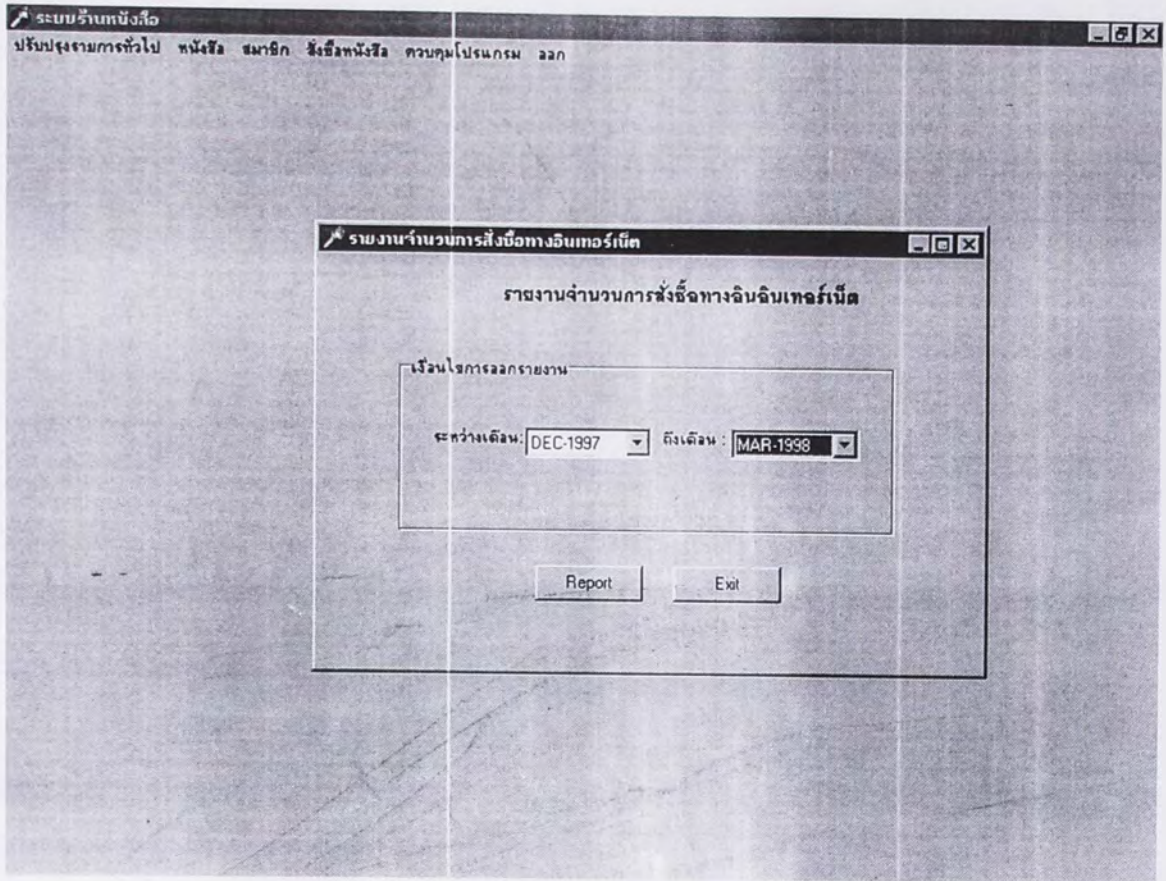 ระบบร้านหนังสือ
ปรับปรุงรายการทั่วไป หนังสือ สมาชิก สั่งซื้อหนังสือ ควบคุมโปรแกรม ออก
รายงานจำนวนการสั่งซื้อทางอินเทอร์เน็ต
รายงานจำนวนการสั่งซื้อทางอินอินเทอร์เน็ต
เงื่อนไขการออกรายงาน
ระหว่างเดือน: DEC-1997 ถึงเดือน : MAR-1998
Report Exit